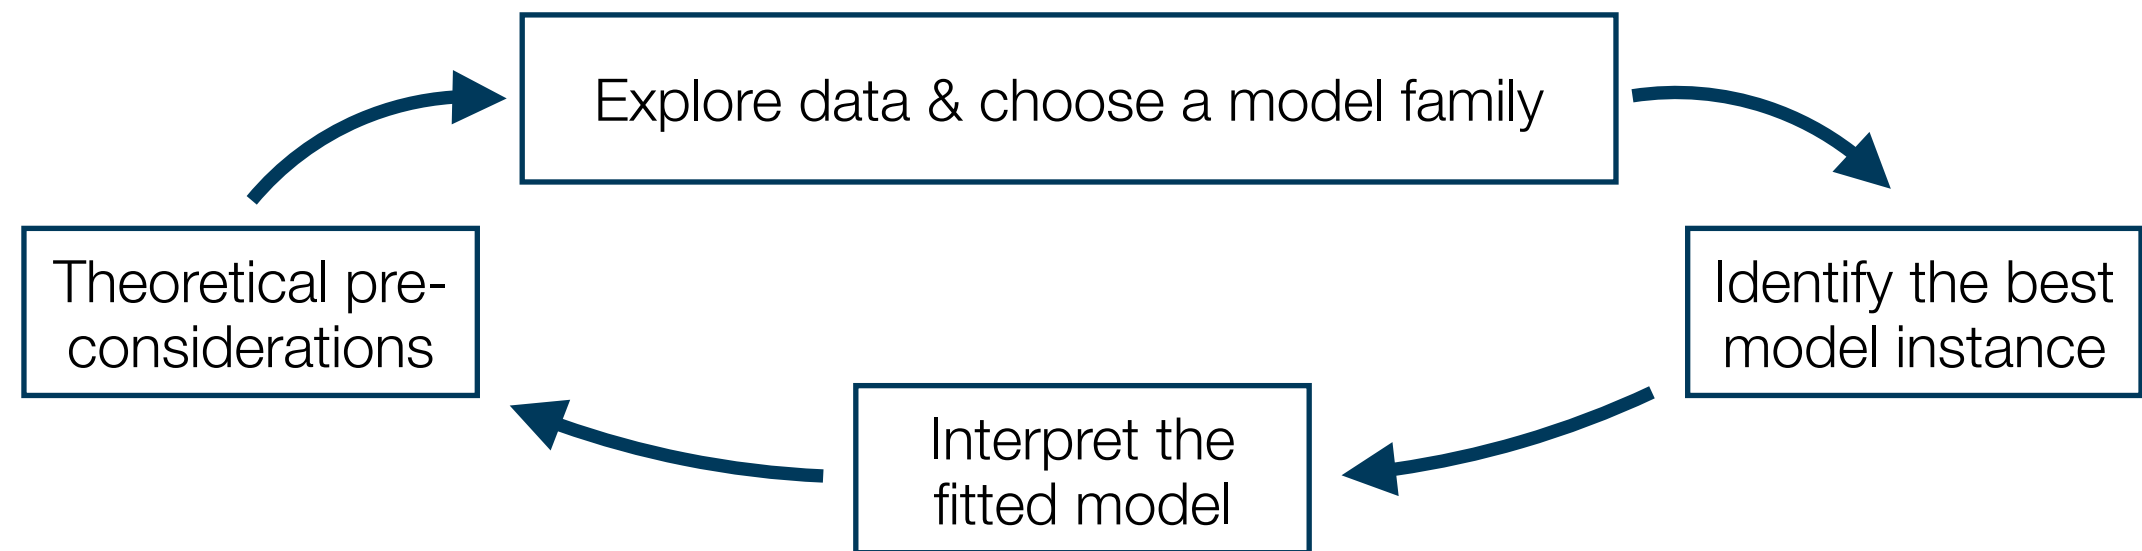 Explore data & choose a model family
Theoretical pre-
considerations
Identify the best
model instance
Interpret the
fitted model